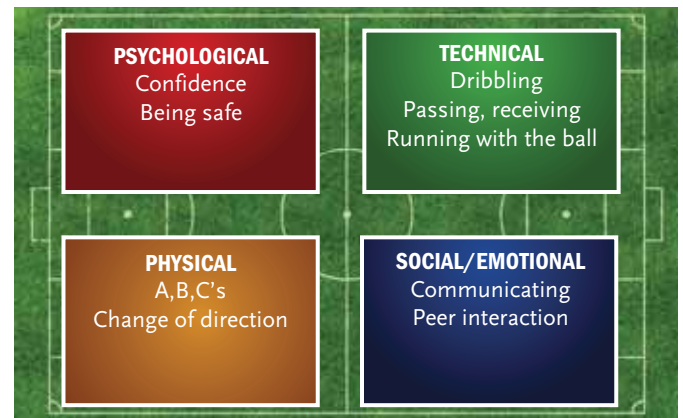 PSYCHOLOGICAL
Confidence
Being safe
TECHNICAL
Dribbling
Passing, receiving
Running with the ball
PHYSICAL
A,B,C's
Change of direction
SOCIAL/EMOTIONAL
Communicating
Peer interaction